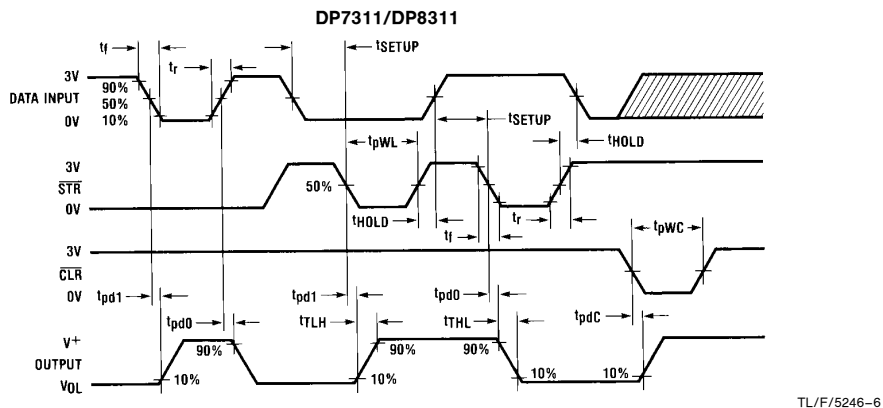 DP7311/DP8311
tf
tSETUP
tr
3V
DATA INPUT
90%
50%
10%
0V
tSETUP
tpWL
tHOLD
3V
STR
50%
0V
tHOLD
tf
tr
3V
tpWC
CLR
0V
tpd1
tpd1
tpd0
tpdC
tpd0
tTLH
tTHL
V+
90%
90%
90%
OUTPUT
10%
10%
10%
10%
VOL
TL/F/5246–6